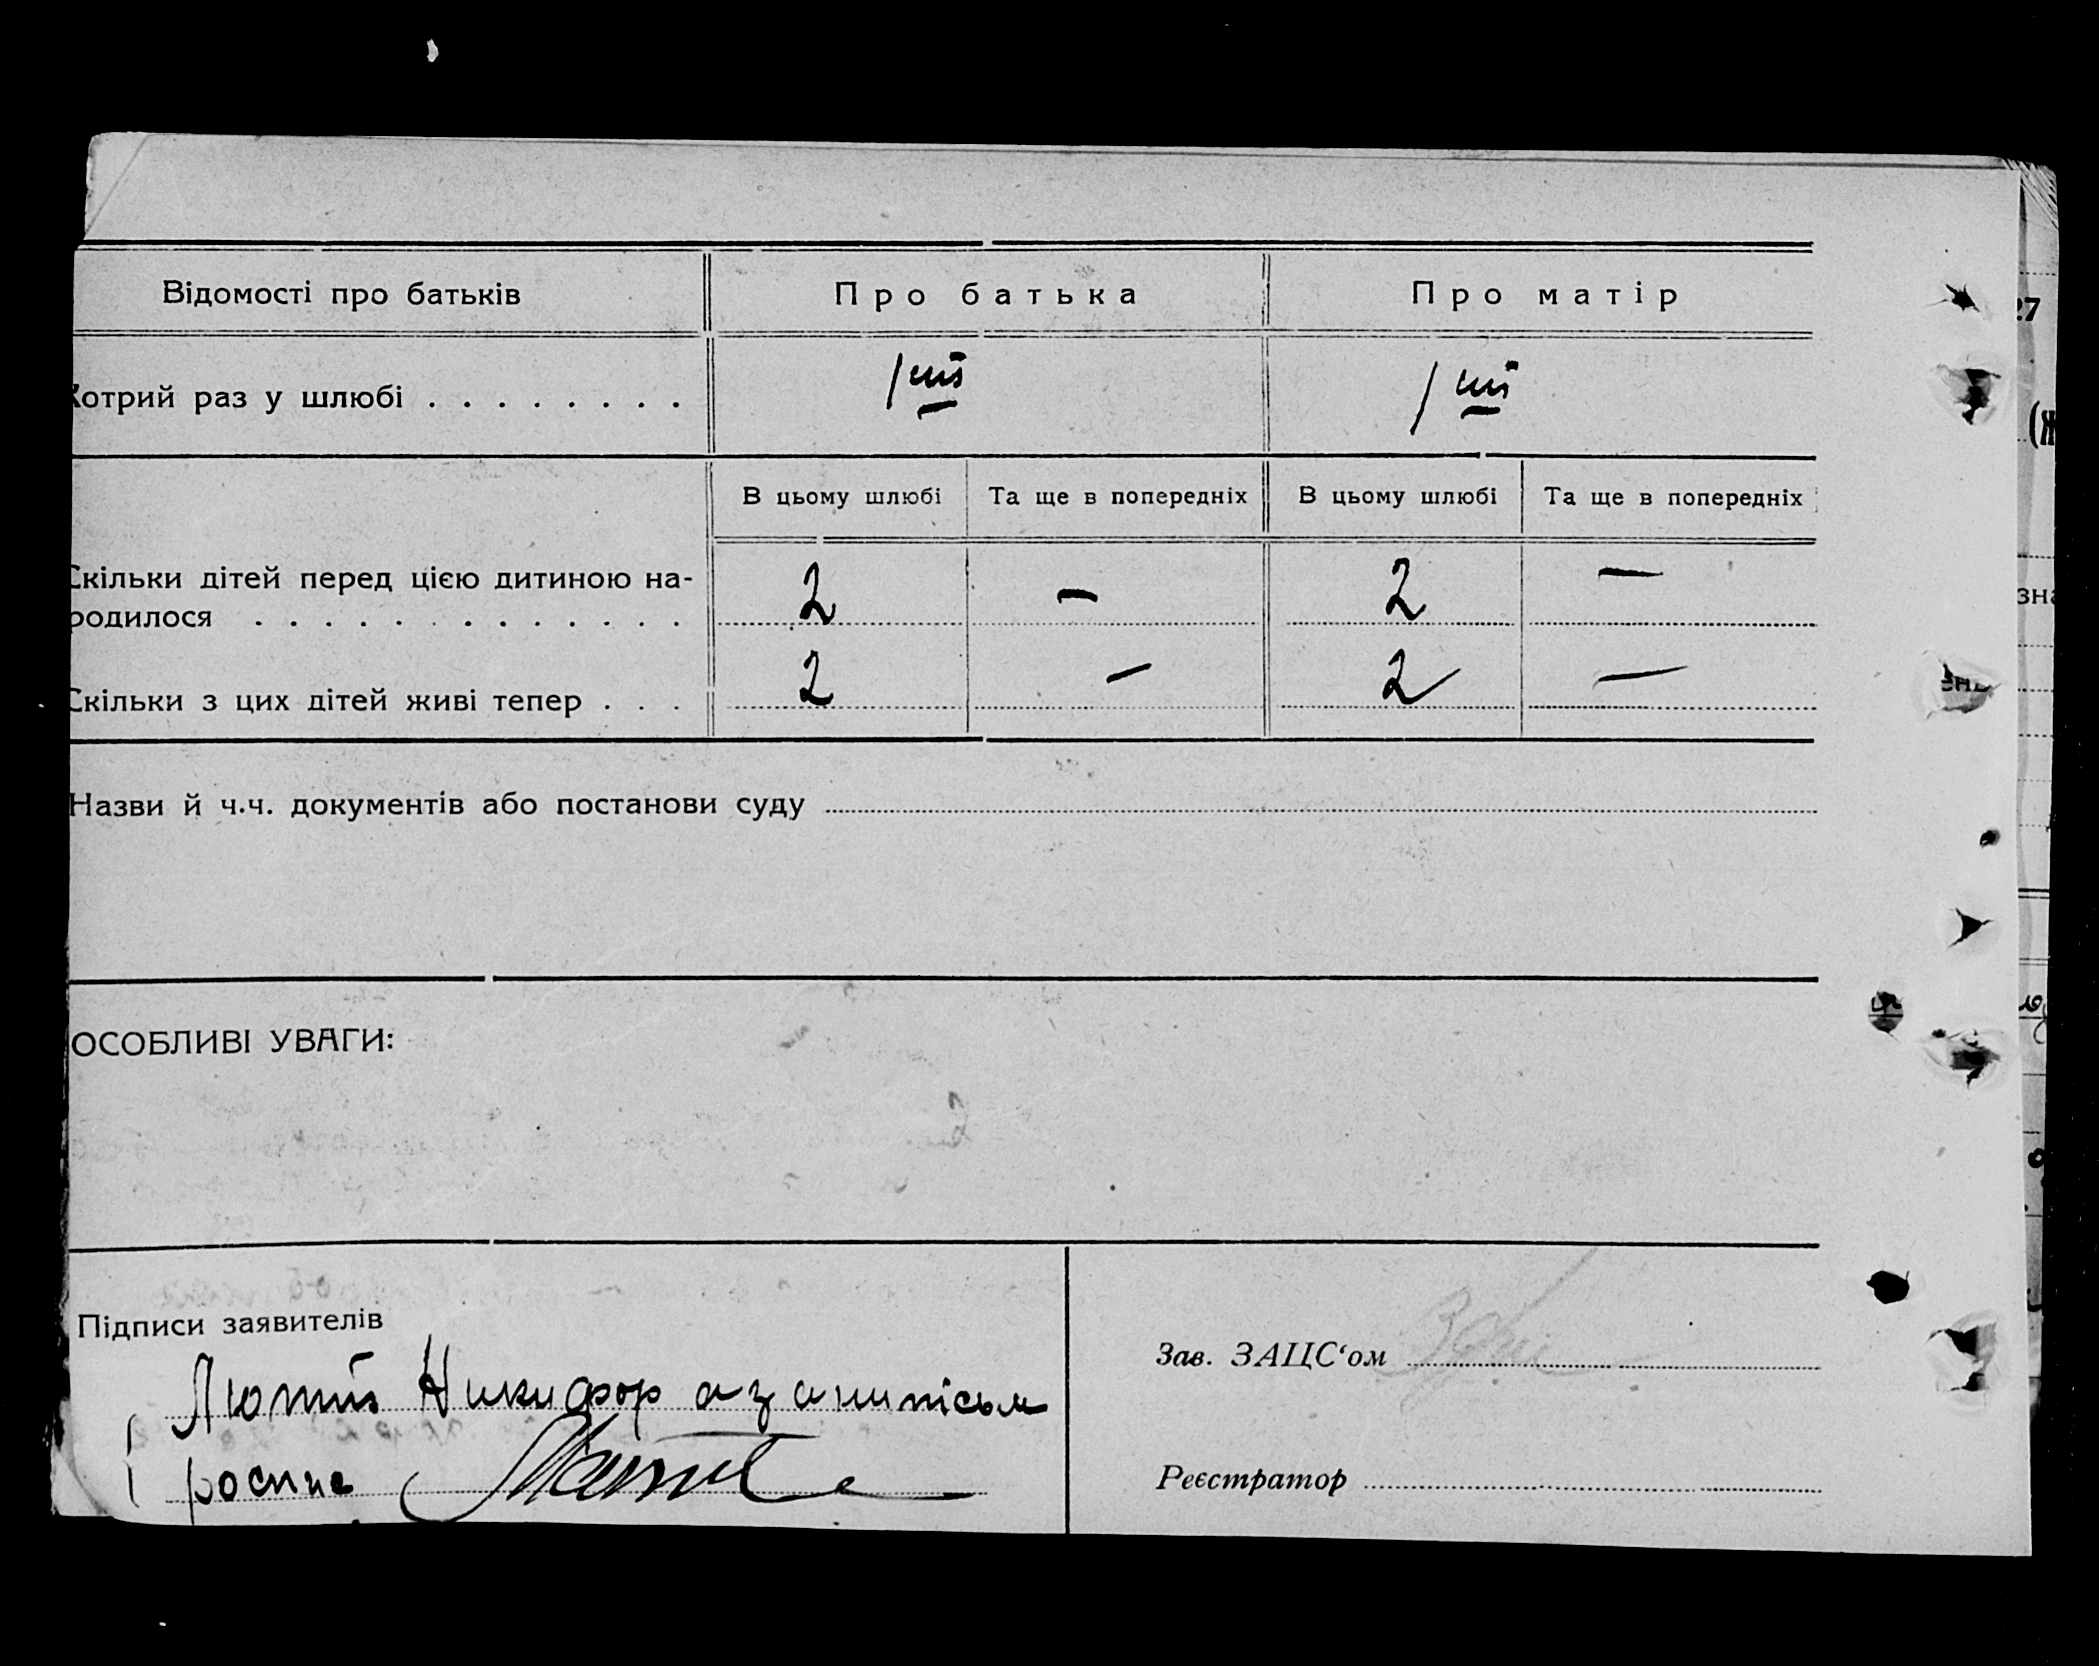 Відомості про батьків Про батька Про матір
Котрий раз у шлюбі . . . . . . . . 1ший 1ший
В цьому шлюбі Та ще в попередніх В цьому шлюбі Та ще в попередніх
Скільки дітей перед цією дитиною на-
родилося . . . . . . . . . . . . . 2 — 2 —
Скільки з цих дітей живі тепер . . . 2 — 2 —
Назви й ч.ч. документів або постанови суду
ОСОБЛИВІ УВАГИ:
Підписи заявителів
Зав. ЗАЦС‘ом
Лютий Никифор а за
Реєстратор
роспис
27